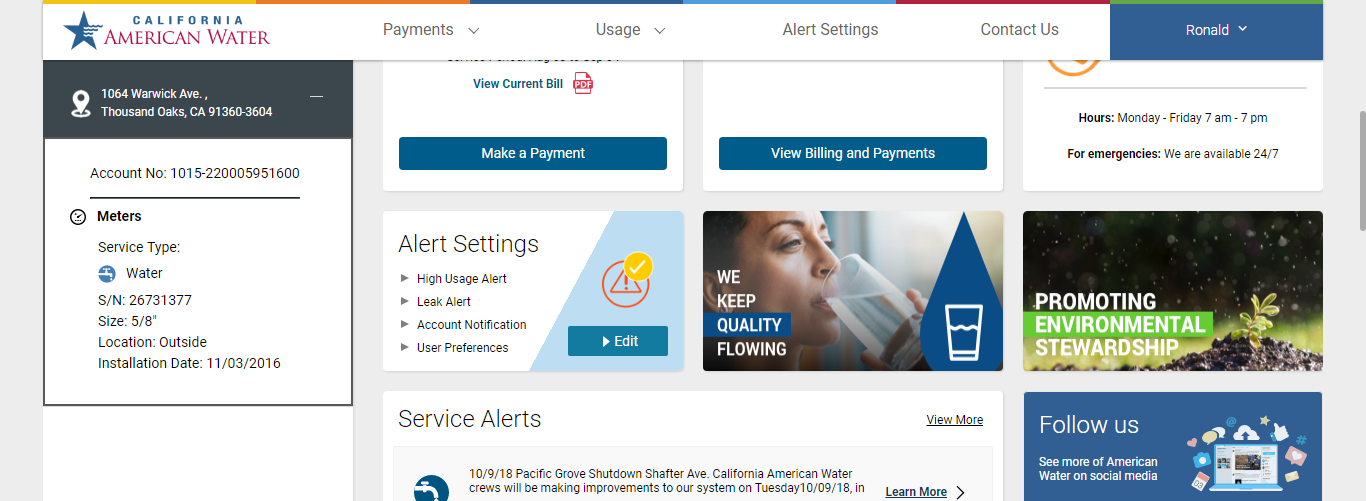 CALIFORNIA
AMERICAN WATER
Payments
Usage
Alert Settings
Contact Us
Ronald
1064 Warwick Ave. ,
Thousand Oaks, CA 91360-3604
Account No: 1015-220005951600
Meters
Service Type:
Water
S/N: 26731377
Size: 5/8"
Location: Outside
Installation Date: 11/03/2016
View Current Bill
PDF
Make a Payment
View Billing and Payments
Hours: Monday - Friday 7 am - 7 pm
For emergencies: We are available 24/7
Alert Settings
High Usage Alert
Leak Alert
Account Notification
User Preferences
Edit
WE
KEEP
QUALITY
FLOWING
PROMOTING
ENVIRONMENTAL
STEWARDSHIP
Service Alerts
View More
10/9/18 Pacific Grove Shutdown Shafter Ave. California American Water
crews will be making improvements to our system on Tuesday10/09/18, in
Learn More
Follow us
See more of American
Water on social media